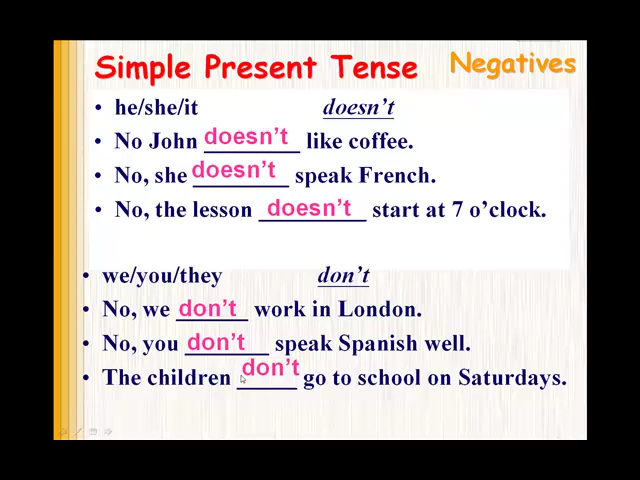 Simple Present Tense Negatives
• he/she/it doesn't
• No John doesn't like coffee.
• No, she doesn't speak French.
• No, the lesson doesn't start at 7 o'clock.
• we/you/they don't
• No, we don't work in London.
• No, you don't speak Spanish well.
• The children don't go to school on Saturdays.